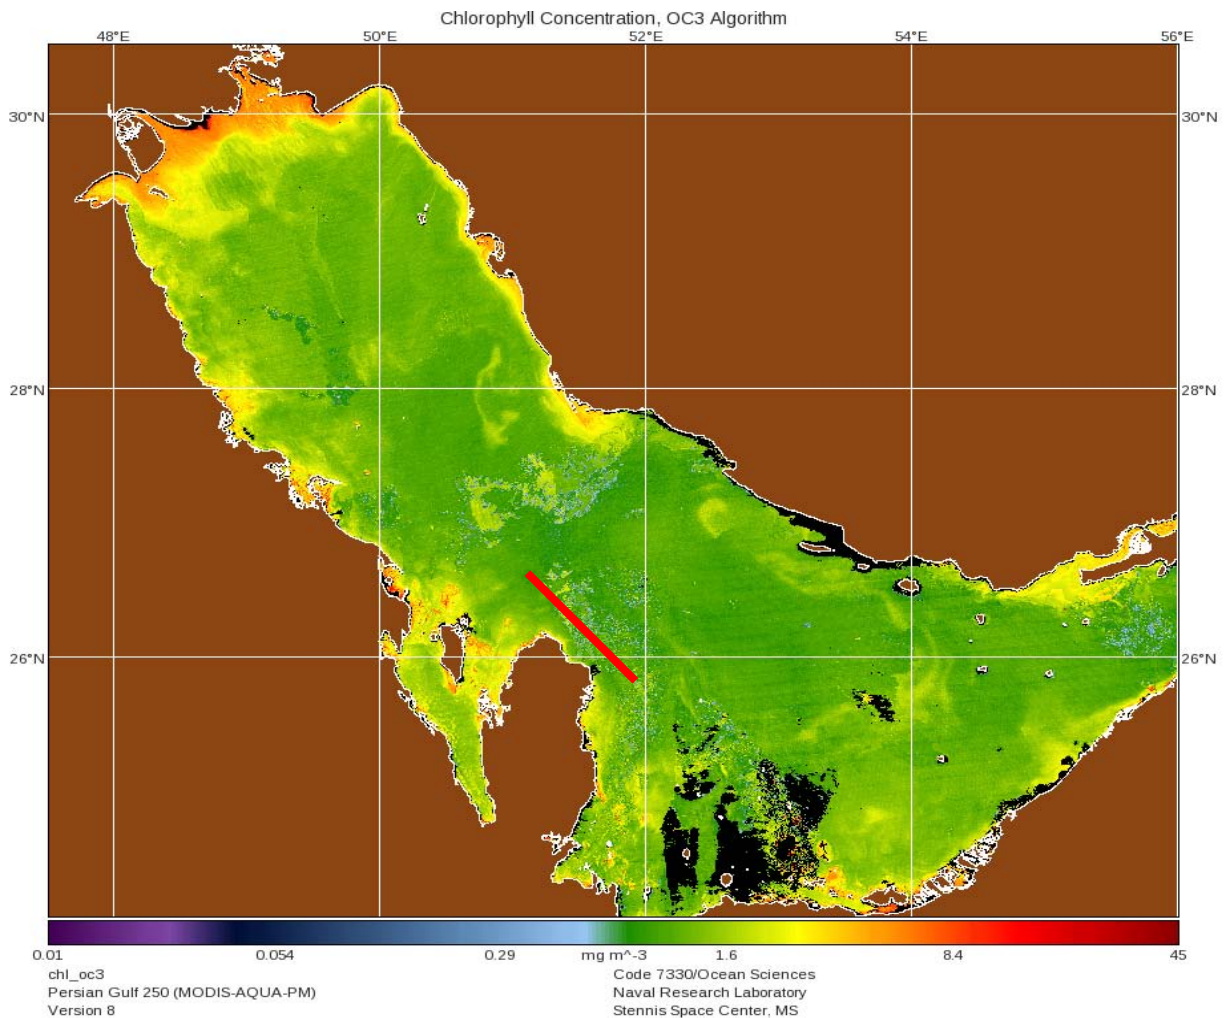 Chlorophyll Concentration, OC3 Algorithm
48°E 50°E 52°E 54°E 56°E
30°N 30°N
28°N 28°N
26°N 26°N
0.01 0.054 0.29 mg m^-3 1.6 8.4 45
chl_oc3 Code 7330/Ocean Sciences
Persian Gulf 250 (MODIS-AQUA-PM) Naval Research Laboratory
Version 8 Stennis Space Center, MS